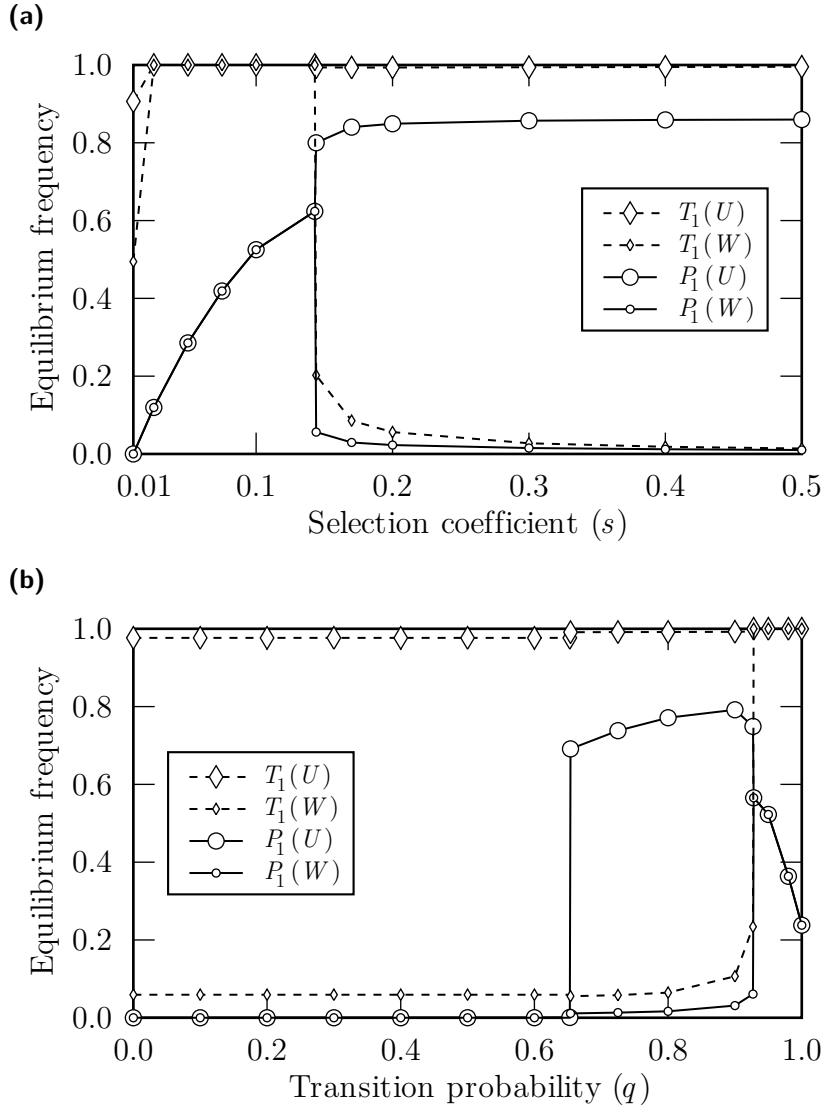 (a)
1.0
0.8
0.6
0.4
0.2
0.0
Equilibrium frequency
T1(U)
T1(W)
P1(U)
P1(W)
0.01 0.1 0.2 0.3 0.4 0.5
Selection coefficient (s)
(b)
1.0
0.8
0.6
0.4
0.2
0.0
Equilibrium frequency
T1(U)
T1(W)
P1(U)
P1(W)
0.0 0.2 0.4 0.6 0.8 1.0
Transition probability (q)